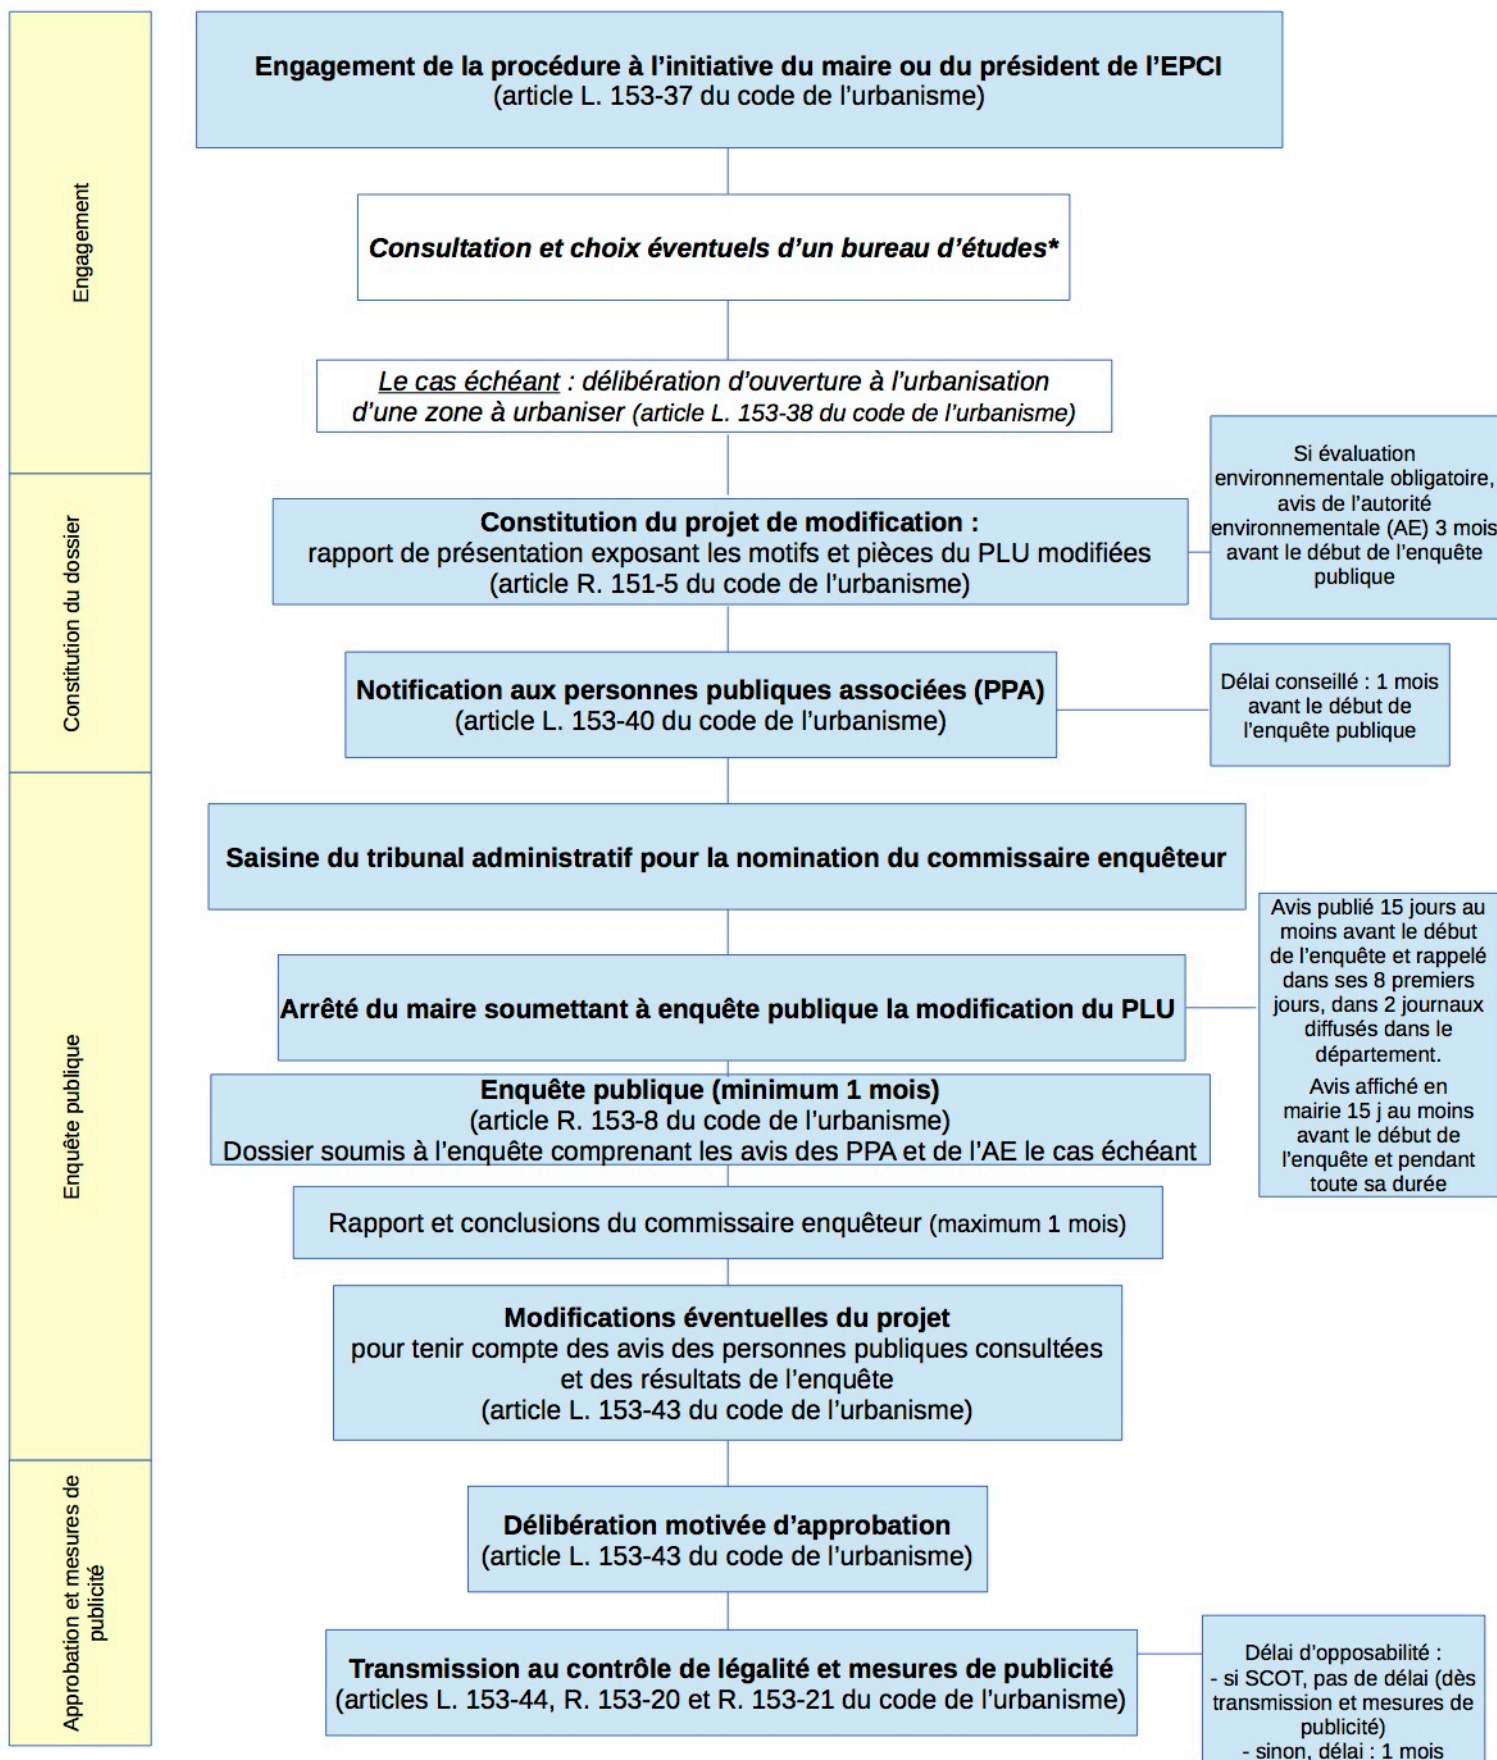 Engagement
Engagement de la procédure à l’initiative du maire ou du président de l’EPCI
(article L. 153-37 du code de l’urbanisme)
Consultation et choix éventuels d’un bureau d’études*
Le cas échéant : délibération d’ouverture à l’urbanisation
d’une zone à urbaniser (article L. 153-38 du code de l’urbanisme)
Constitution du dossier
Constitution du projet de modification :
rapport de présentation exposant les motifs et pièces du PLU modifiées
(article R. 151-5 du code de l’urbanisme)
Si évaluation
environnementale obligatoire,
avis de l’autorité
environnementale (AE) 3 mois
avant le début de l’enquête
publique
Notification aux personnes publiques associées (PPA)
(article L. 153-40 du code de l’urbanisme)
Délai conseillé : 1 mois
avant le début de
l’enquête publique
Enquête publique
Saisine du tribunal administratif pour la nomination du commissaire enquêteur
Arrêté du maire soumettant à enquête publique la modification du PLU
Avis publié 15 jours au
moins avant le début
de l’enquête et rappelé
dans ses 8 premiers
jours, dans 2 journaux
diffusés dans le
département.
Avis affiché en
mairie 15 j au moins
avant le début de
l’enquête et pendant
toute sa durée
Enquête publique (minimum 1 mois)
(article R. 153-8 du code de l’urbanisme)
Dossier soumis à l’enquête comprenant les avis des PPA et de l’AE le cas échéant
Rapport et conclusions du commissaire enquêteur (maximum 1 mois)
Modifications éventuelles du projet
pour tenir compte des avis des personnes publiques consultées
et des résultats de l’enquête
(article L. 153-43 du code de l’urbanisme)
Approbation et mesures de
publicité
Délibération motivée d’approbation
(article L. 153-43 du code de l’urbanisme)
Transmission au contrôle de légalité et mesures de publicité
(articles L. 153-44, R. 153-20 et R. 153-21 du code de l’urbanisme)
Délai d’opposabilité :
- si SCOT, pas de délai (dès
transmission et mesures de
publicité)
- sinon, délai : 1 mois